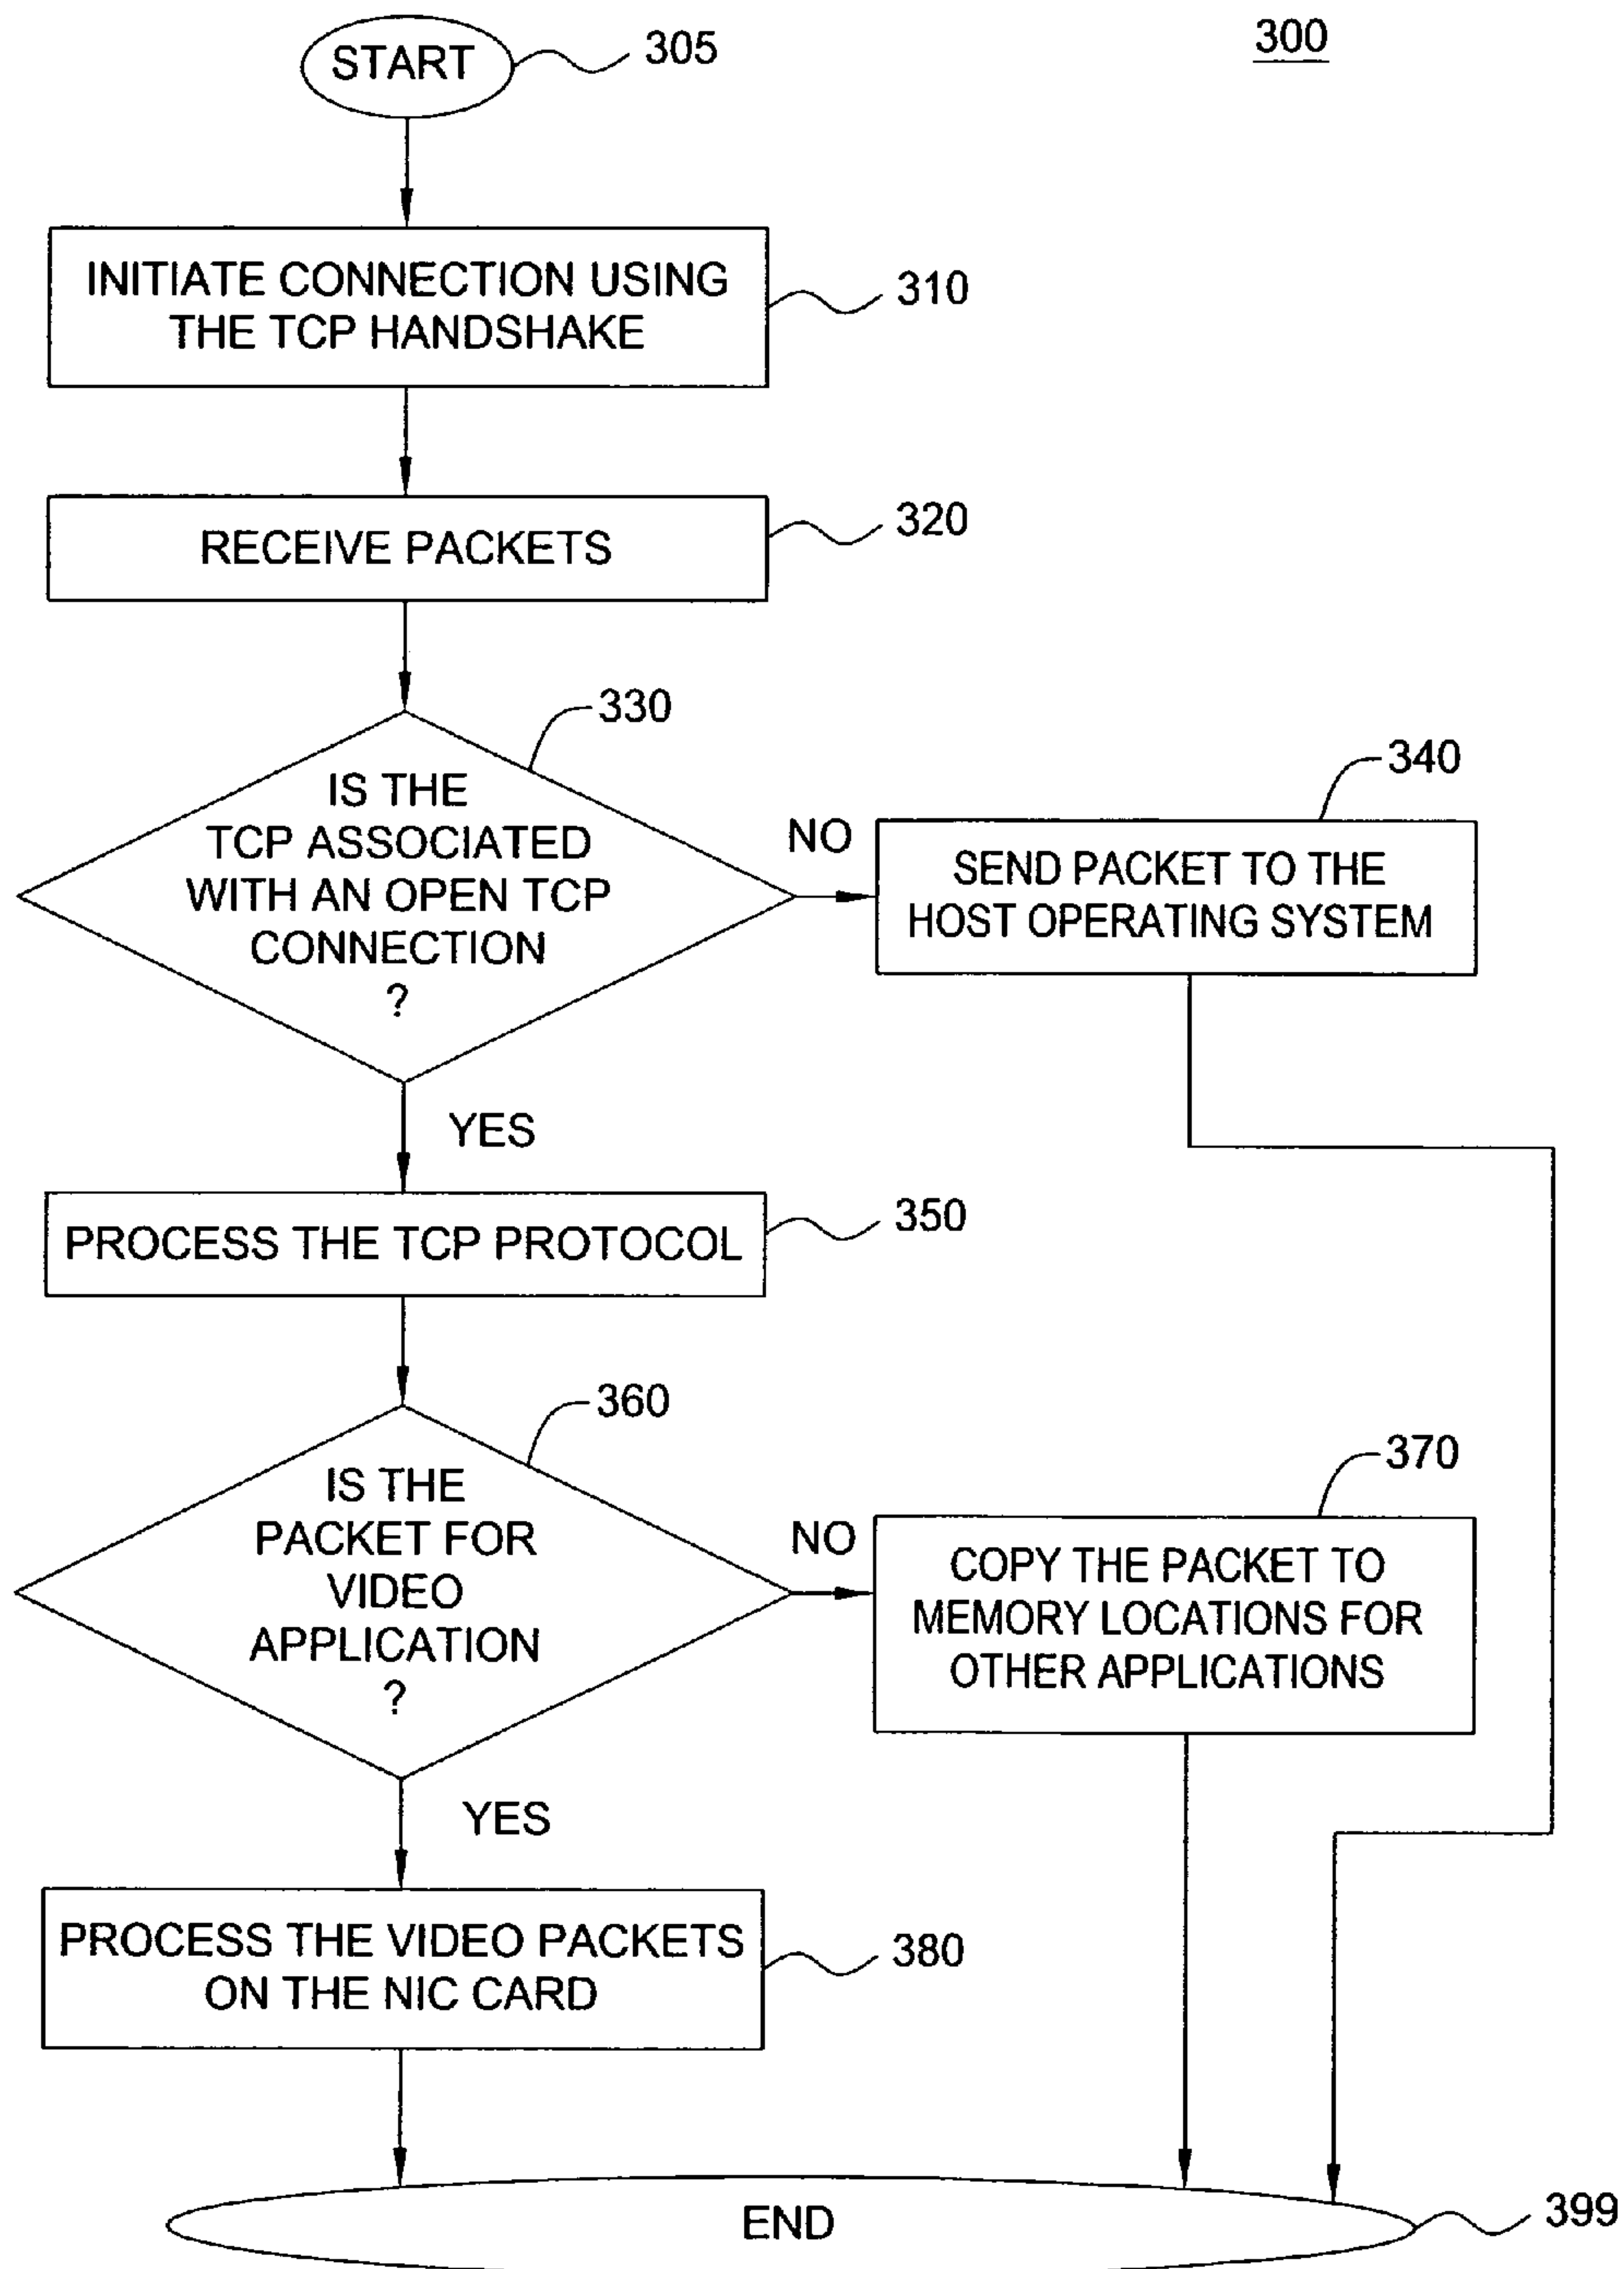 300
START
305
INITIATE CONNECTION USING
THE TCP HANDSHAKE
310
RECEIVE PACKETS
320
330
IS THE
TCP ASSOCIATED
WITH AN OPEN TCP
CONNECTION
?
NO
340
SEND PACKET TO THE
HOST OPERATING SYSTEM
YES
PROCESS THE TCP PROTOCOL
350
360
IS THE
PACKET FOR
VIDEO
APPLICATION
?
NO
370
COPY THE PACKET TO
MEMORY LOCATIONS FOR
OTHER APPLICATIONS
YES
PROCESS THE VIDEO PACKETS
ON THE NIC CARD
380
END
399